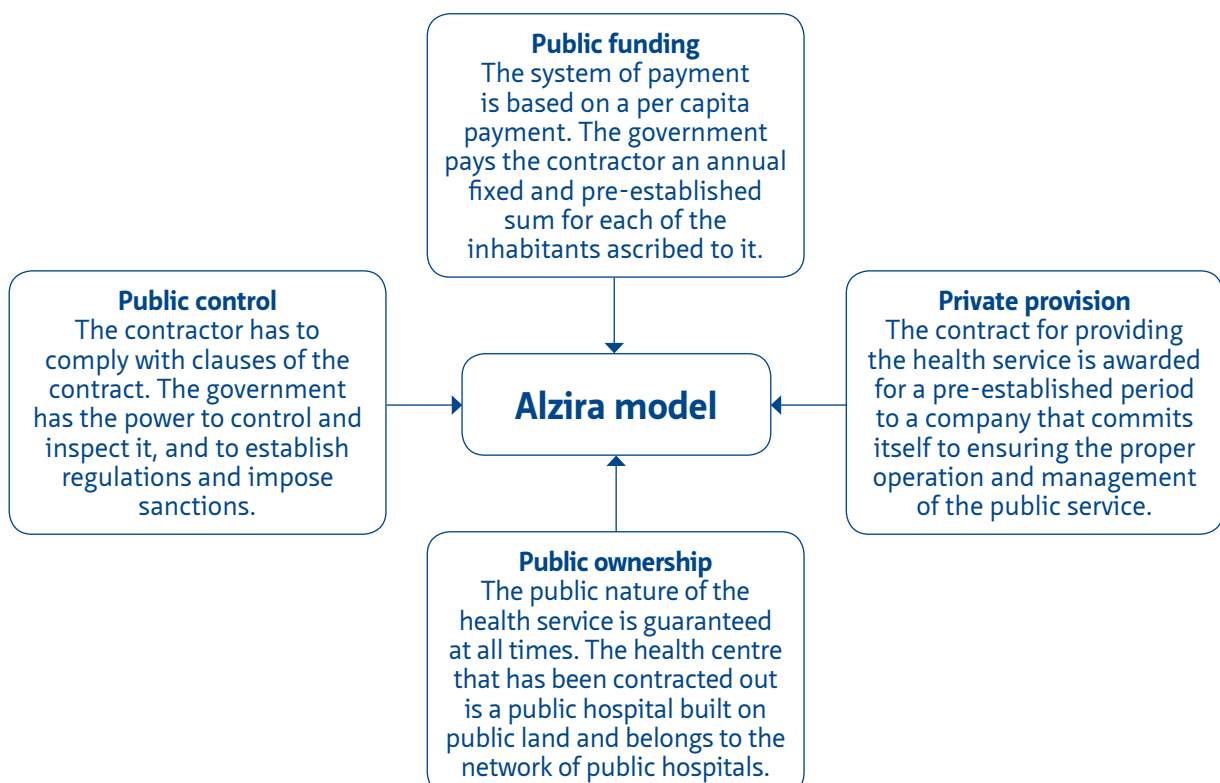 Public funding
The system of payment
is based on a per capita
payment. The government
pays the contractor an annual
fixed and pre-established
sum for each of the
inhabitants ascribed to it.
Public control
The contractor has to
comply with clauses of the
contract. The government
has the power to control and
inspect it, and to establish
regulations and impose
sanctions.
Alzira model
Private provision
The contract for providing
the health service is awarded
for a pre-established period
to a company that commits
itself to ensuring the proper
operation and management
of the public service.
Public ownership
The public nature of the
health service is guaranteed
at all times. The health centre
that has been contracted out
is a public hospital built on
public land and belongs to the
network of public hospitals.